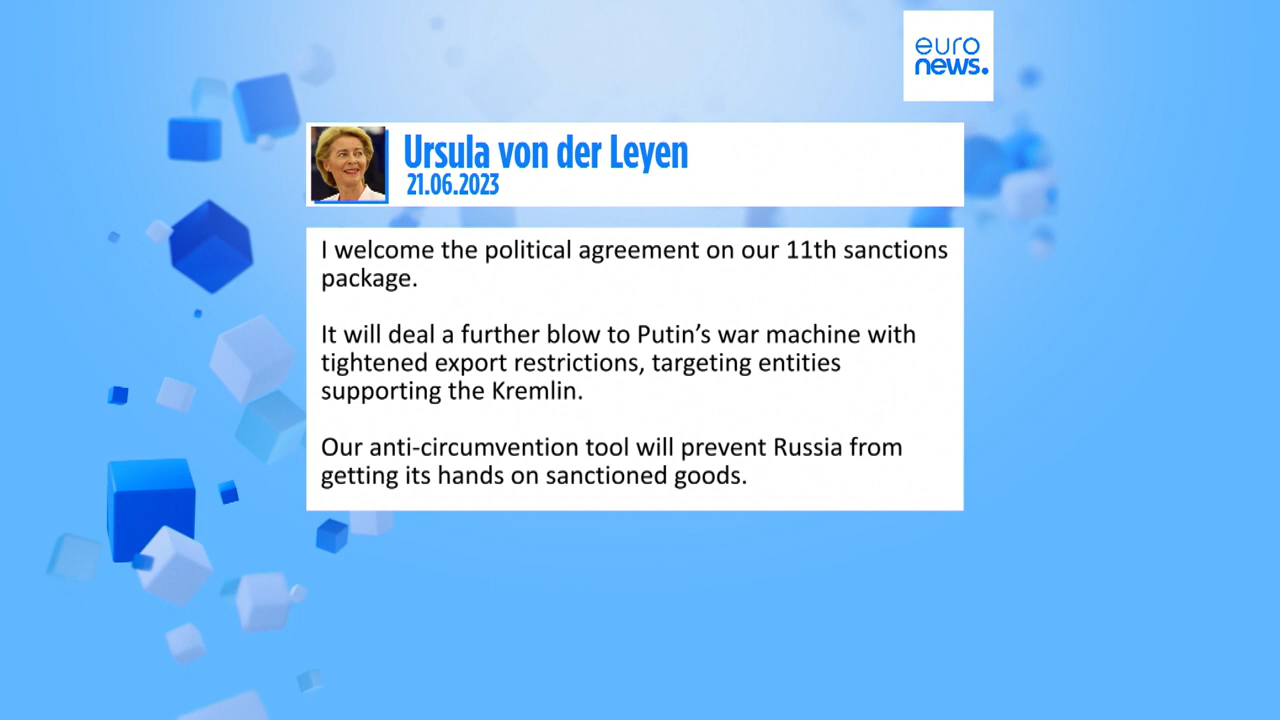 euro
news.
Ursula von der Leyen
21.06.2023
I welcome the political agreement on our 11th sanctions
package.
It will deal a further blow to Putin’s war machine with
tightened export restrictions, targeting entities
supporting the Kremlin.
Our anti-circumvention tool will prevent Russia from
getting its hands on sanctioned goods.